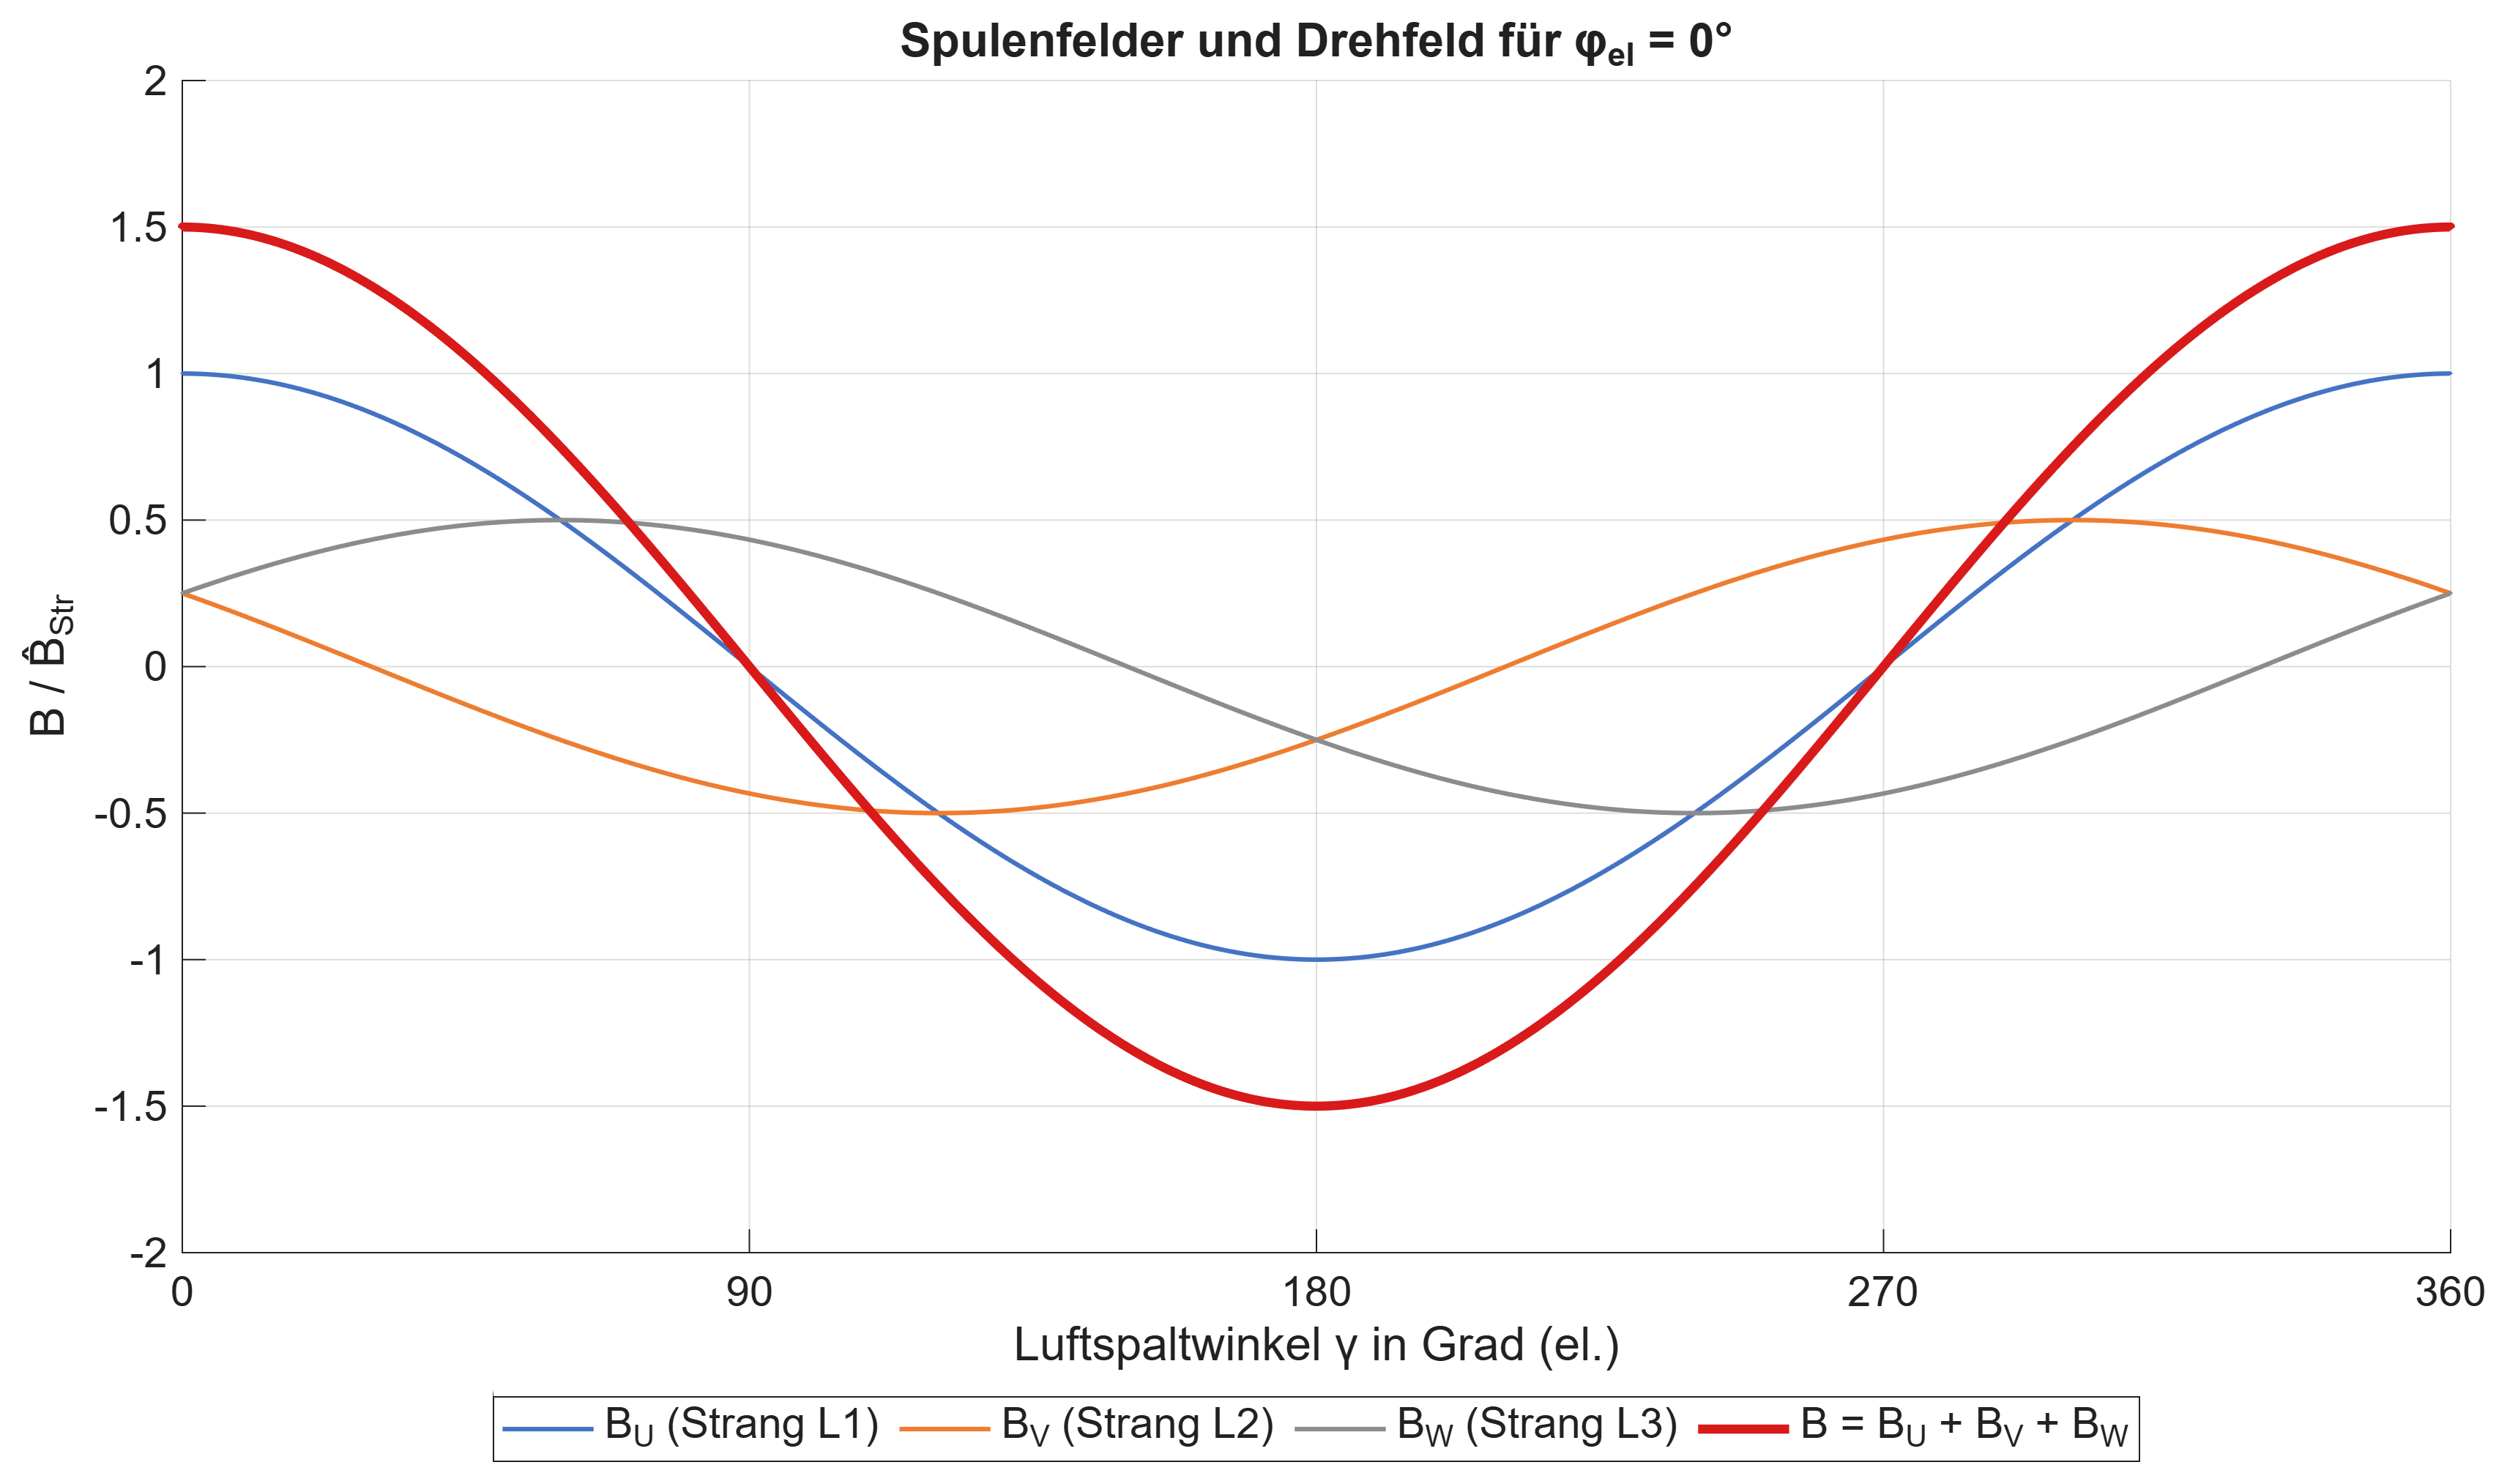 Spulenfelder und Drehfeld für φel = 0°
2
1.5
1
0.5
0
-0.5
-1
-1.5
-2
B / B̂Str
0 90 180 270 360
Luftspaltwinkel γ in Grad (el.)
BU (Strang L1) BV (Strang L2) BW (Strang L3) B = BU + BV + BW